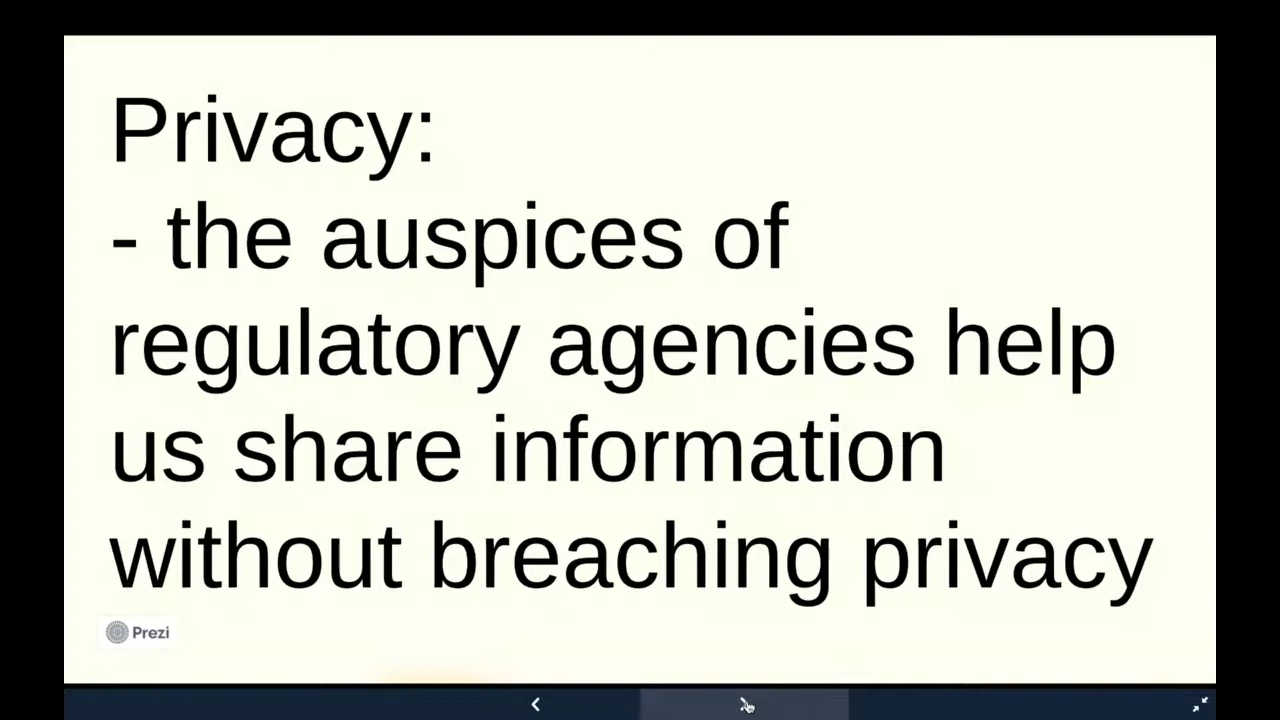 Privacy:
- the auspices of
regulatory agencies help
us share information
without breaching privacy
Prezi